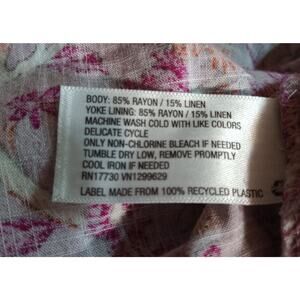 BODY: 85% RAYON / 15% LINEN
YOKE LINING: 85% RAYON / 15% LINEN
MACHINE WASH COLD WITH LIKE COLORS
DELICATE CYCLE
ONLY NON-CHLORINE BLEACH IF NEEDED
TUMBLE DRY LOW, REMOVE PROMPTLY
COOL IRON IF NEEDED
RN17730 VN1299629
LABEL MADE FROM 100% RECYCLED PLASTIC